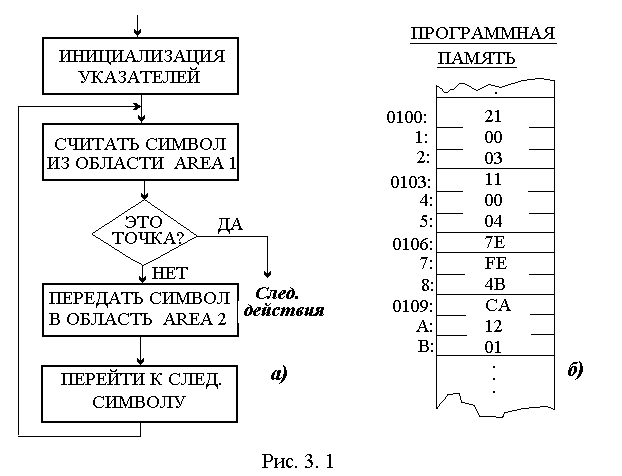 ИНИЦИАЛИЗАЦИЯ
УКАЗАТЕЛЕЙ
СЧИТАТЬ СИМВОЛ
ИЗ ОБЛАСТИ AREA 1
ЭТО
ТОЧКА?
ДА
НЕТ
ПЕРЕДАТЬ СИМВОЛ
В ОБЛАСТЬ AREA 2
След.
действия
ПЕРЕЙТИ К СЛЕД.
СИМВОЛУ
а)
ПРОГРАММНАЯ
ПАМЯТЬ
0100: 21
1: 00
2: 03
0103: 11
4: 00
5: 04
0106: 7E
7: FE
8: 4B
0109: CA
A: 12
B: 01
б)
Рис. 3. 1